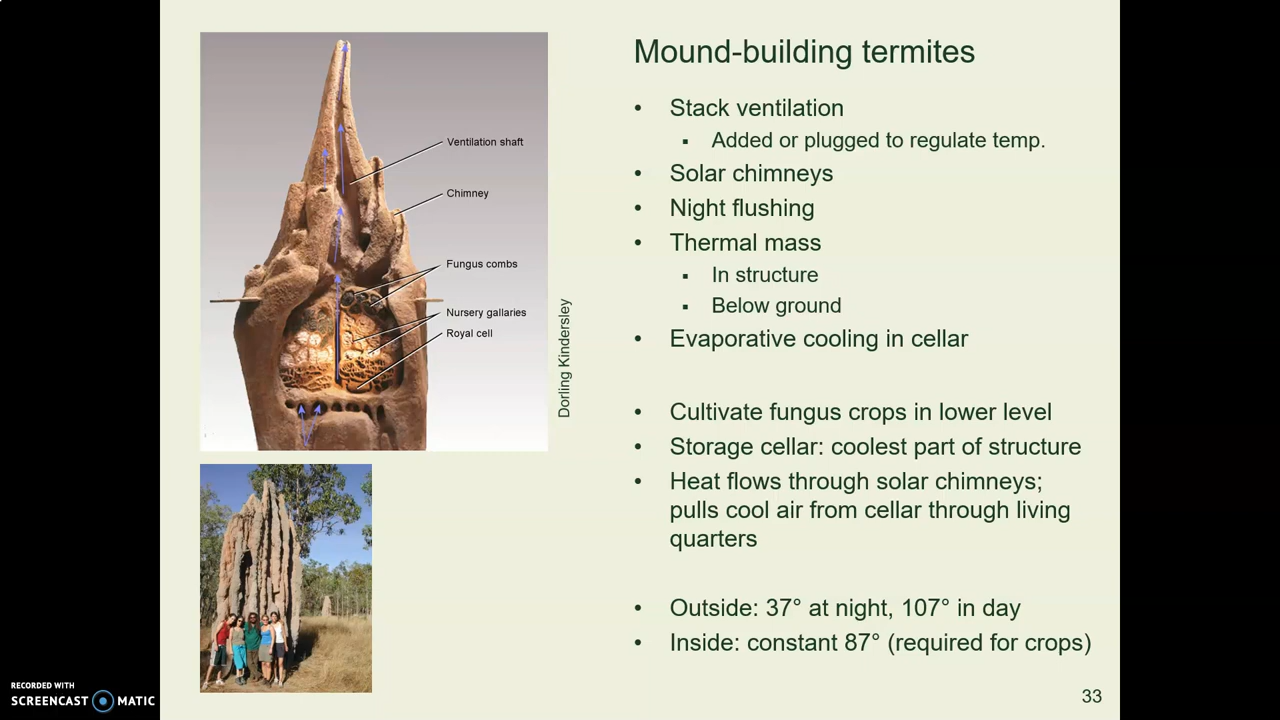 Mound-building termites
• Stack ventilation
▪ Added or plugged to regulate temp.
• Solar chimneys
• Night flushing
• Thermal mass
▪ In structure
▪ Below ground
• Evaporative cooling in cellar
• Cultivate fungus crops in lower level
• Storage cellar: coolest part of structure
• Heat flows through solar chimneys;
pulls cool air from cellar through living
quarters
• Outside: 37° at night, 107° in day
• Inside: constant 87° (required for crops)
Ventilation shaft
Chimney
Fungus combs
Nursery gallaries
Royal cell
Dorling Kindersley
33
RECORDED WITH
SCREENCAST MATIC